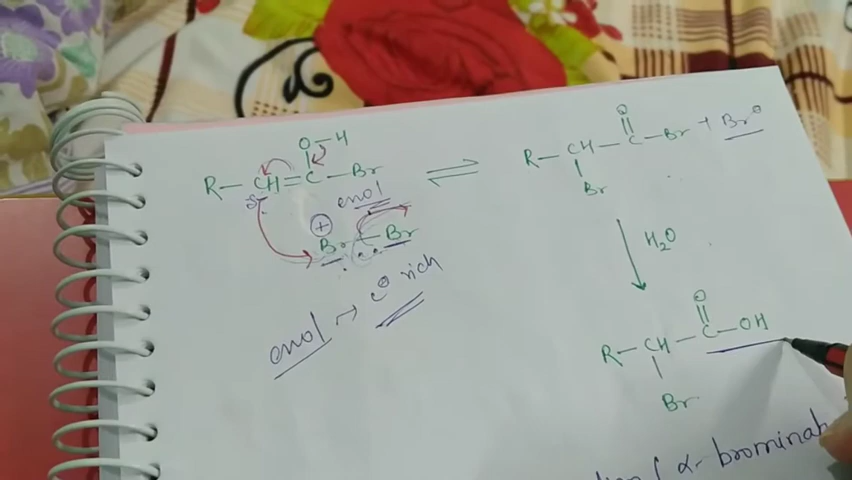 O—H
R—CH=C—Br
δ-
enol
⊕
Br—Br
enol → e⊖ rich
O
R—CH—C—Br + Br⊖
Br
H₂O
O
R—CH—C—OH
Br
( α-brominat